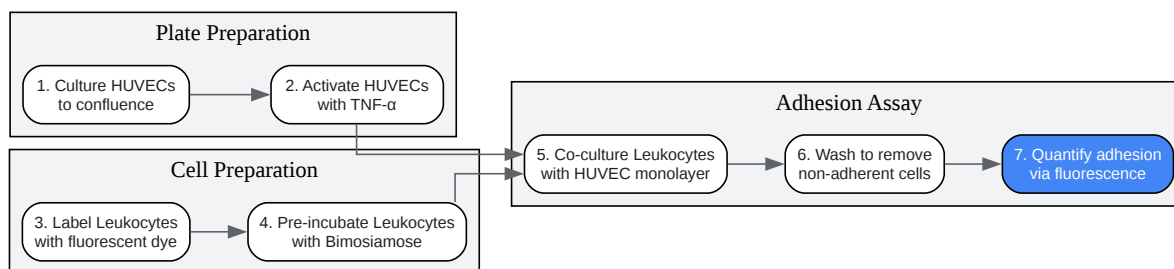 Plate Preparation
1. Culture HUVECs
to confluence
2. Activate HUVECs
with TNF-α
Cell Preparation
3. Label Leukocytes
with fluorescent dye
4. Pre-incubate Leukocytes
with Bimosiamose
Adhesion Assay
5. Co-culture Leukocytes
with HUVEC monolayer
6. Wash to remove
non-adherent cells
7. Quantify adhesion
via fluorescence